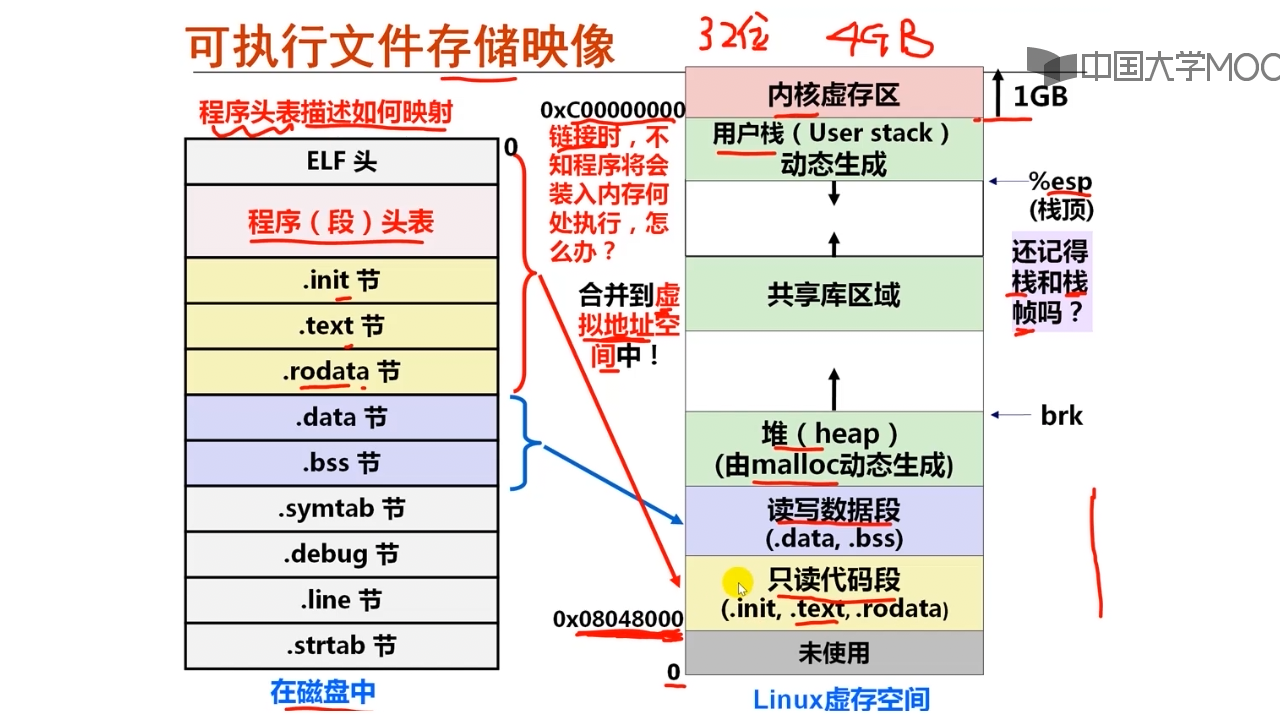 可执行文件存储映像
32位 4GB
中国大学MOO
程序头表描述如何映射
0
ELF 头
程序（段）头表
.init 节
.text 节
.rodata 节
.data 节
.bss 节
.symtab 节
.debug 节
.line 节
.strtab 节
在磁盘中
0xC00000000
链接时，不
知程序将会
装入内存何
处执行，怎
么办？
合并到虚
拟地址空
间中！
0x08048000
0
内核虚存区
用户栈（User stack）
动态生成
共享库区域
堆（heap）
(由malloc动态生成)
读写数据段
(.data, .bss)
只读代码段
(.init, .text, .rodata)
未使用
Linux虚存空间
1GB
%esp
(栈顶)
还记得
栈和栈
帧吗？
brk